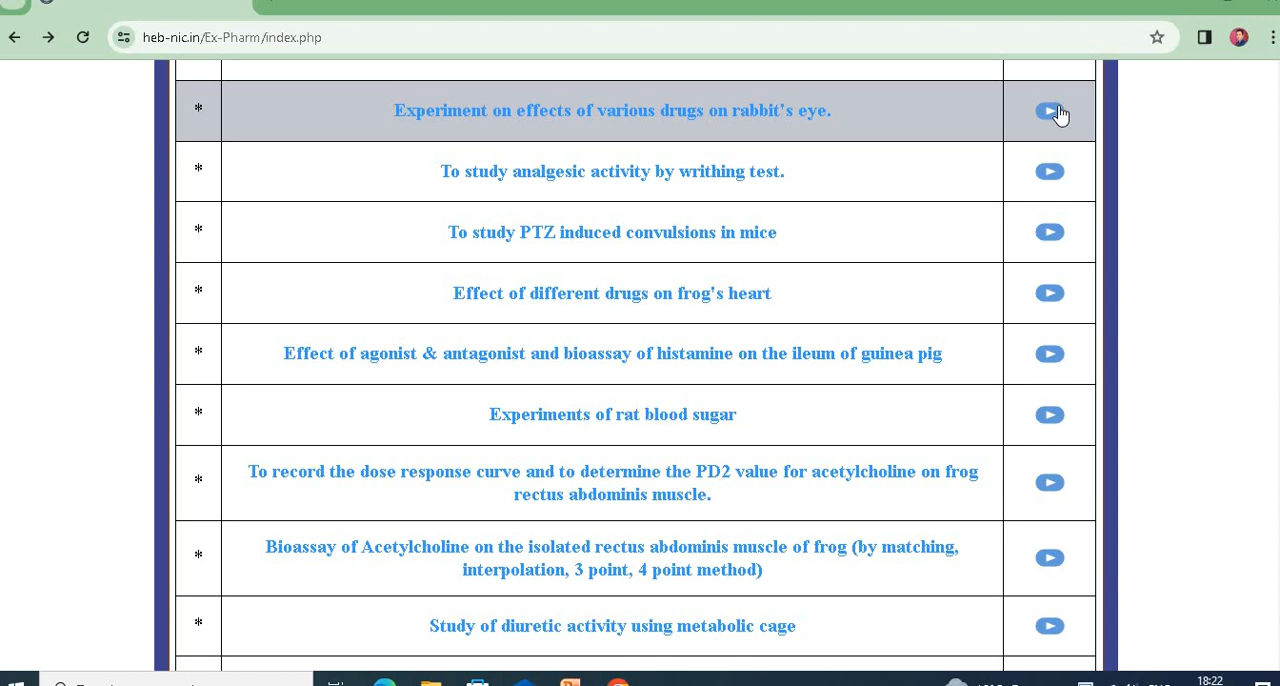 heb-nic.in/Ex-Pharm/index.php
* Experiment on effects of various drugs on rabbit's eye.
* To study analgesic activity by writhing test.
* To study PTZ induced convulsions in mice
* Effect of different drugs on frog's heart
* Effect of agonist & antagonist and bioassay of histamine on the ileum of guinea pig
* Experiments of rat blood sugar
* To record the dose response curve and to determine the PD2 value for acetylcholine on frog
rectus abdominis muscle.
* Bioassay of Acetylcholine on the isolated rectus abdominis muscle of frog (by matching,
interpolation, 3 point, 4 point method)
* Study of diuretic activity using metabolic cage
18:22